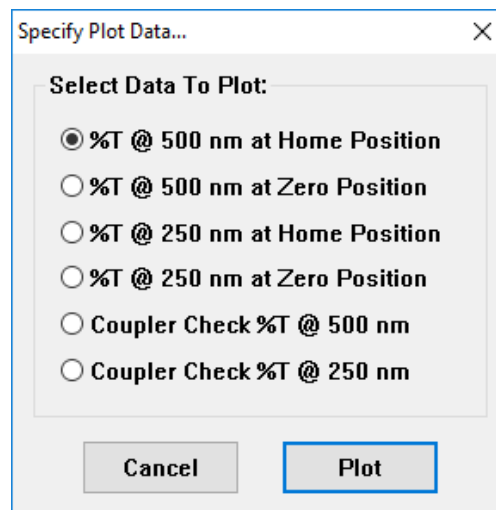 Specify Plot Data...
Select Data To Plot:
%T @ 500 nm at Home Position
%T @ 500 nm at Zero Position
%T @ 250 nm at Home Position
%T @ 250 nm at Zero Position
Coupler Check %T @ 500 nm
Coupler Check %T @ 250 nm
Cancel Plot